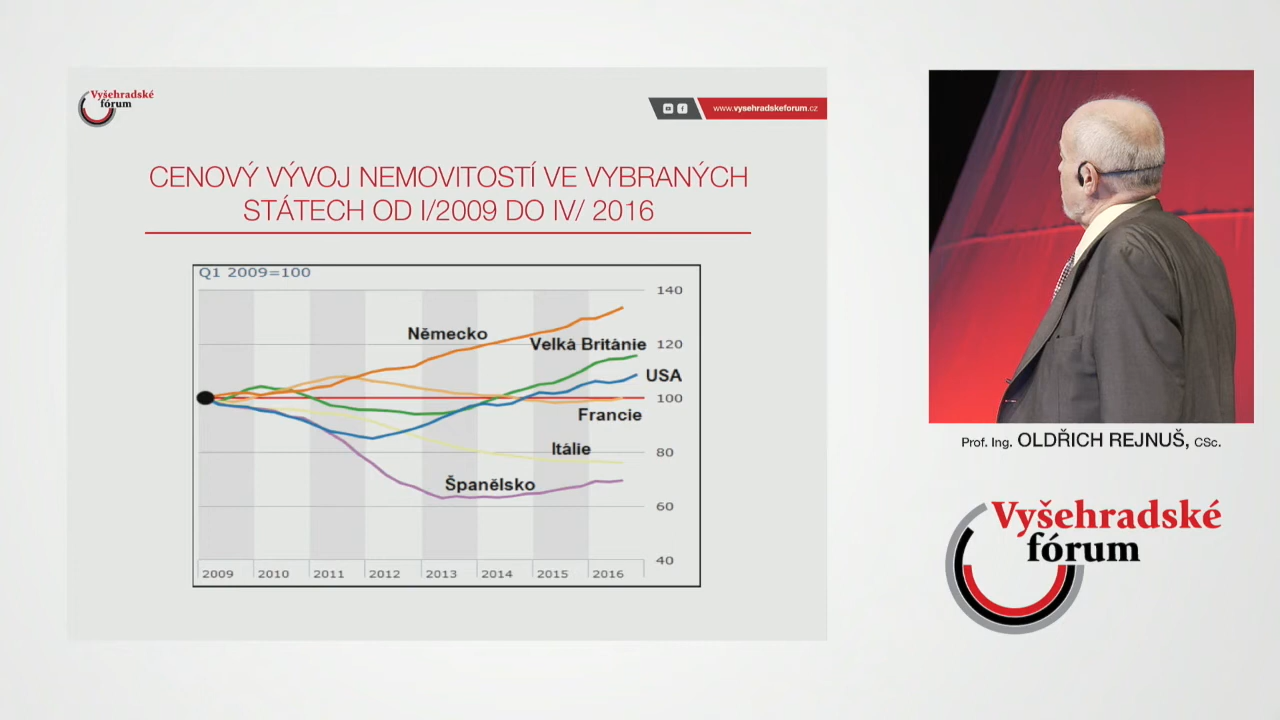 Vyšehradské
fórum
www.vysehradskeforum.cz
CENOVÝ VÝVOJ NEMOVITOSTÍ VE VYBRANÝCH
STÁTECH OD I/2009 DO IV/ 2016
Q1 2009=100
140
Německo
Velká Británie
120
USA
100
Francie
Itálie
80
Španělsko
60
40
2009 2010 2011 2012 2013 2014 2015 2016
Prof. Ing. OLDŘICH REJNUŠ, CSc.
Vyšehradské
fórum